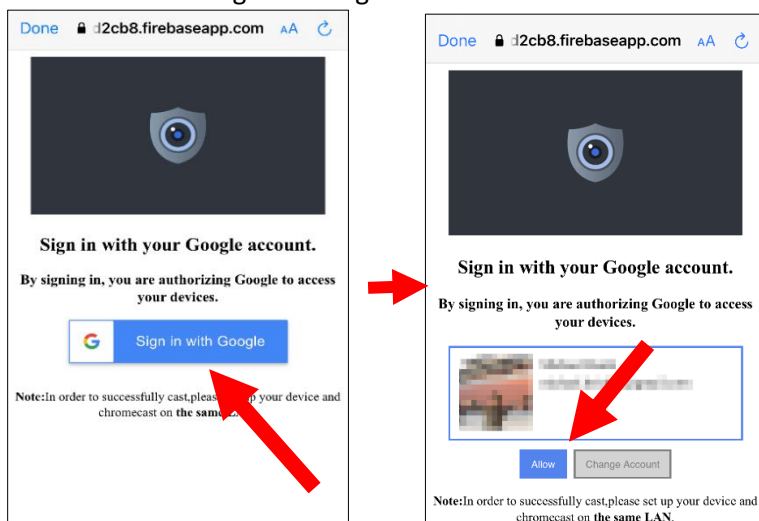 Done d2cb8.firebaseapp.com AA
Sign in with your Google account.
By signing in, you are authorizing Google to access
your devices.
G Sign in with Google
Note:In order to successfully cast,please up your device and
chromecast on the same
Done d2cb8.firebaseapp.com AA
Sign in with your Google account.
By signing in, you are authorizing Google to access
your devices.
Allow Change Account
Note:In order to successfully cast,please set up your device and
chromecast on the same LAN.